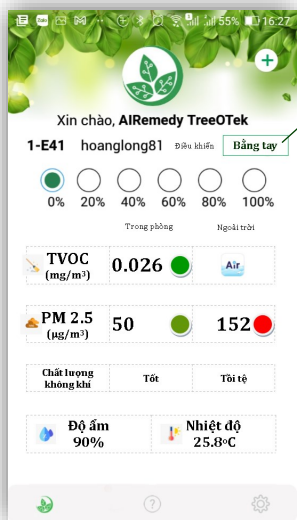 55% 16:27
Xin chào, AIRemedy TreeOTek
1-E41 hoanglong81 Điều khiển Bằng tay
0% 20% 40% 60% 80% 100%
Trong phòng Ngoài trời
TVOC 0.026 Air
(mg/m³)
PM 2.5 50 152
(µg/m³)
Chất lượng Tốt Tồi tệ
không khí
Độ ẩm Nhiệt độ
90% 25.8ºC